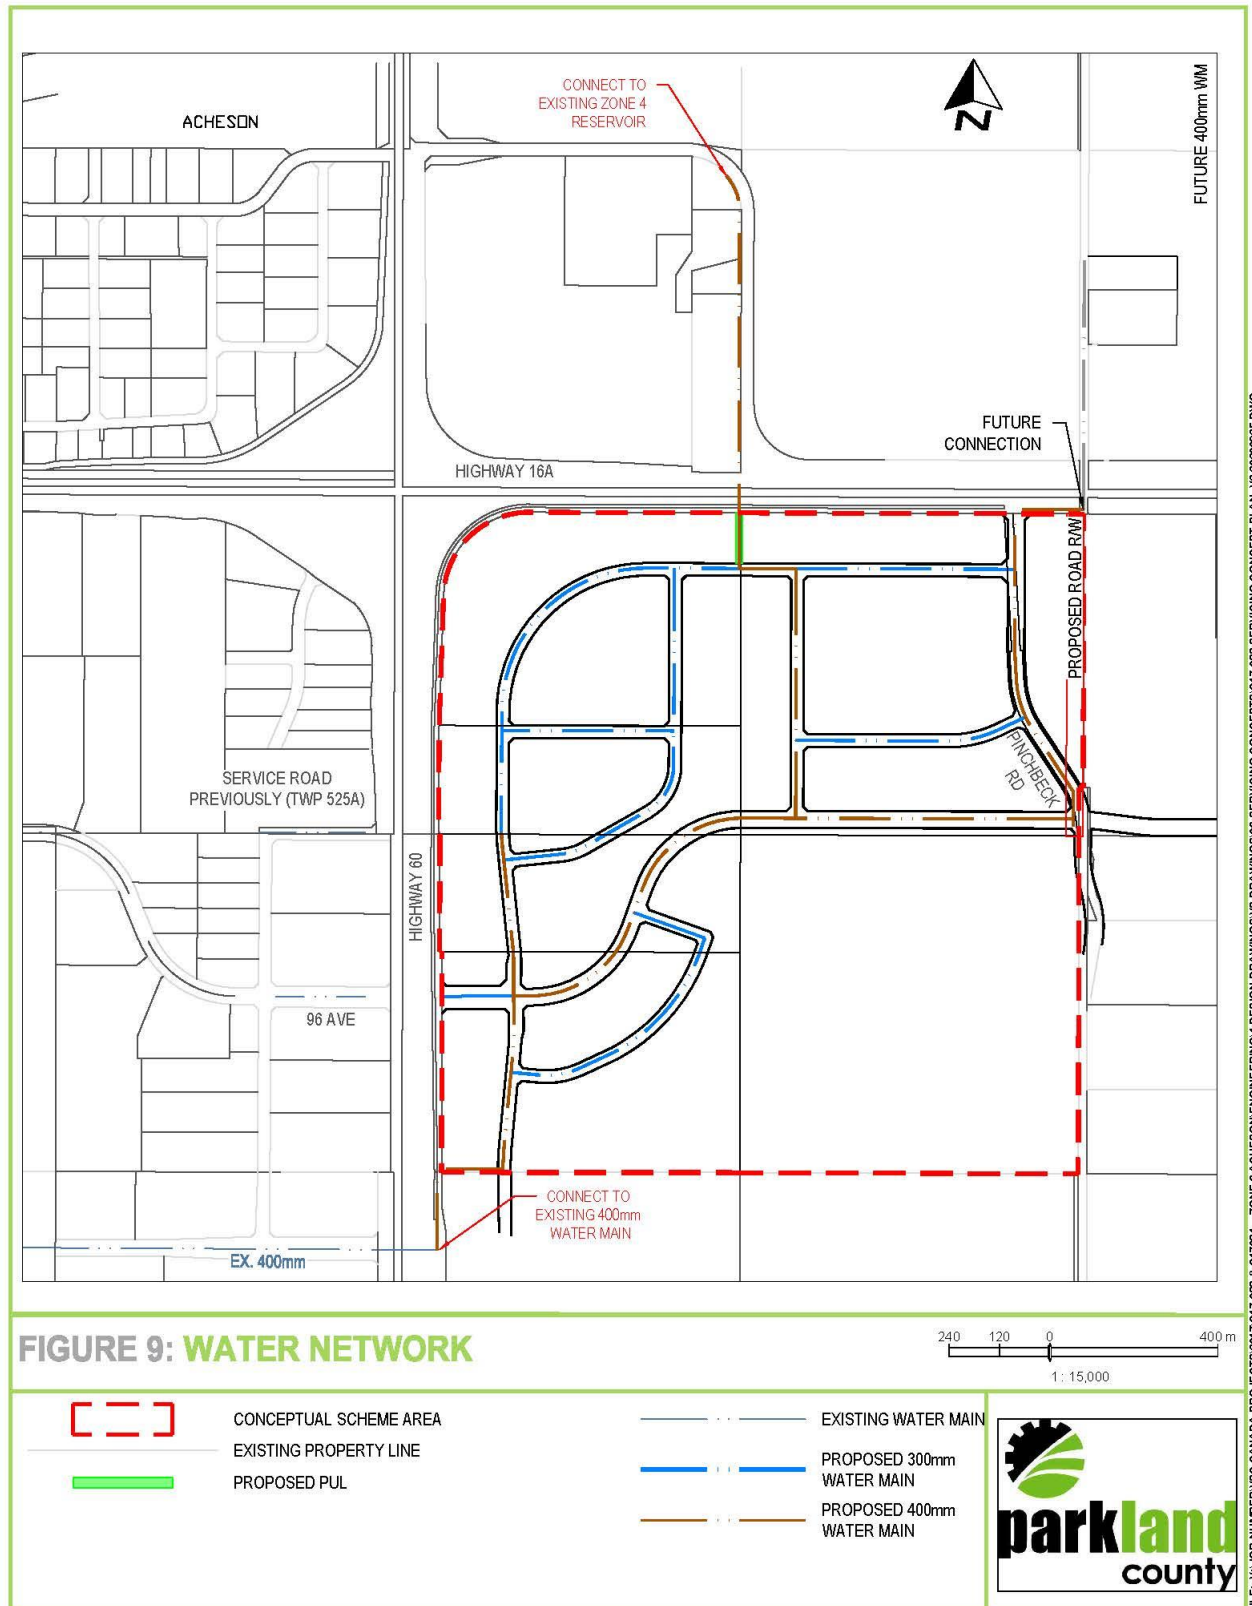 CONNECT TO
EXISTING ZONE 4
RESERVOIR
ACHESON
N
FUTURE 400mm WM
FUTURE
CONNECTION
HIGHWAY 16A
PROPOSED ROAD R/W
PINCHBECK
RD
SERVICE ROAD
PREVIOUSLY (TWP 525A)
HIGHWAY 60
96 AVE
CONNECT TO
EXISTING 400mm
WATER MAIN
EX. 400mm
FIGURE 9: WATER NETWORK
240 120 0 400 m
1 : 15,000
CONCEPTUAL SCHEME AREA
EXISTING PROPERTY LINE
PROPOSED PUL
EXISTING WATER MAIN
PROPOSED 300mm
WATER MAIN
PROPOSED 400mm
WATER MAIN
parkland
county